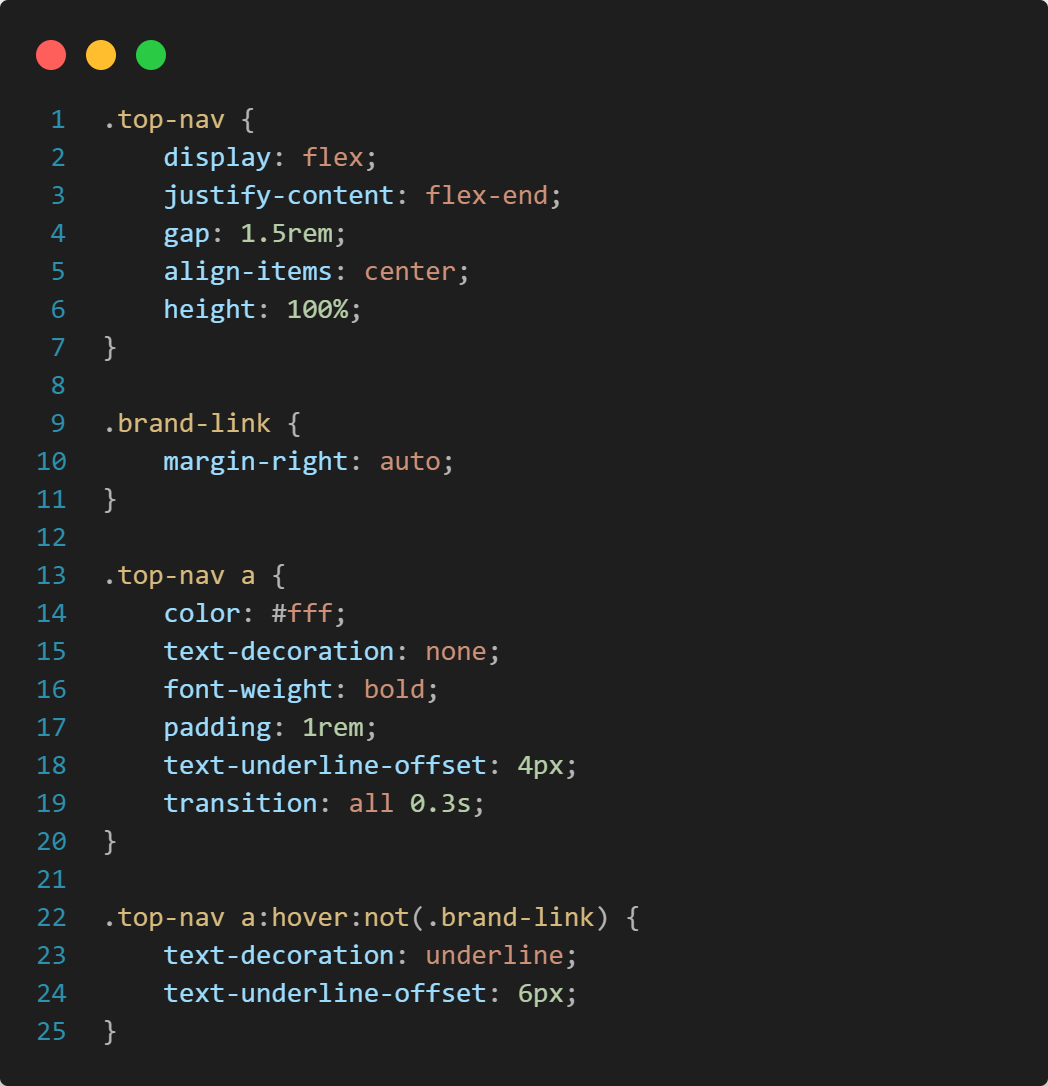 1 .top-nav {
2     display: flex;
3     justify-content: flex-end;
4     gap: 1.5rem;
5     align-items: center;
6     height: 100%;
7 }
8
9 .brand-link {
10     margin-right: auto;
11 }
12
13 .top-nav a {
14     color: #fff;
15     text-decoration: none;
16     font-weight: bold;
17     padding: 1rem;
18     text-underline-offset: 4px;
19     transition: all 0.3s;
20 }
21
22 .top-nav a:hover:not(.brand-link) {
23     text-decoration: underline;
24     text-underline-offset: 6px;
25 }